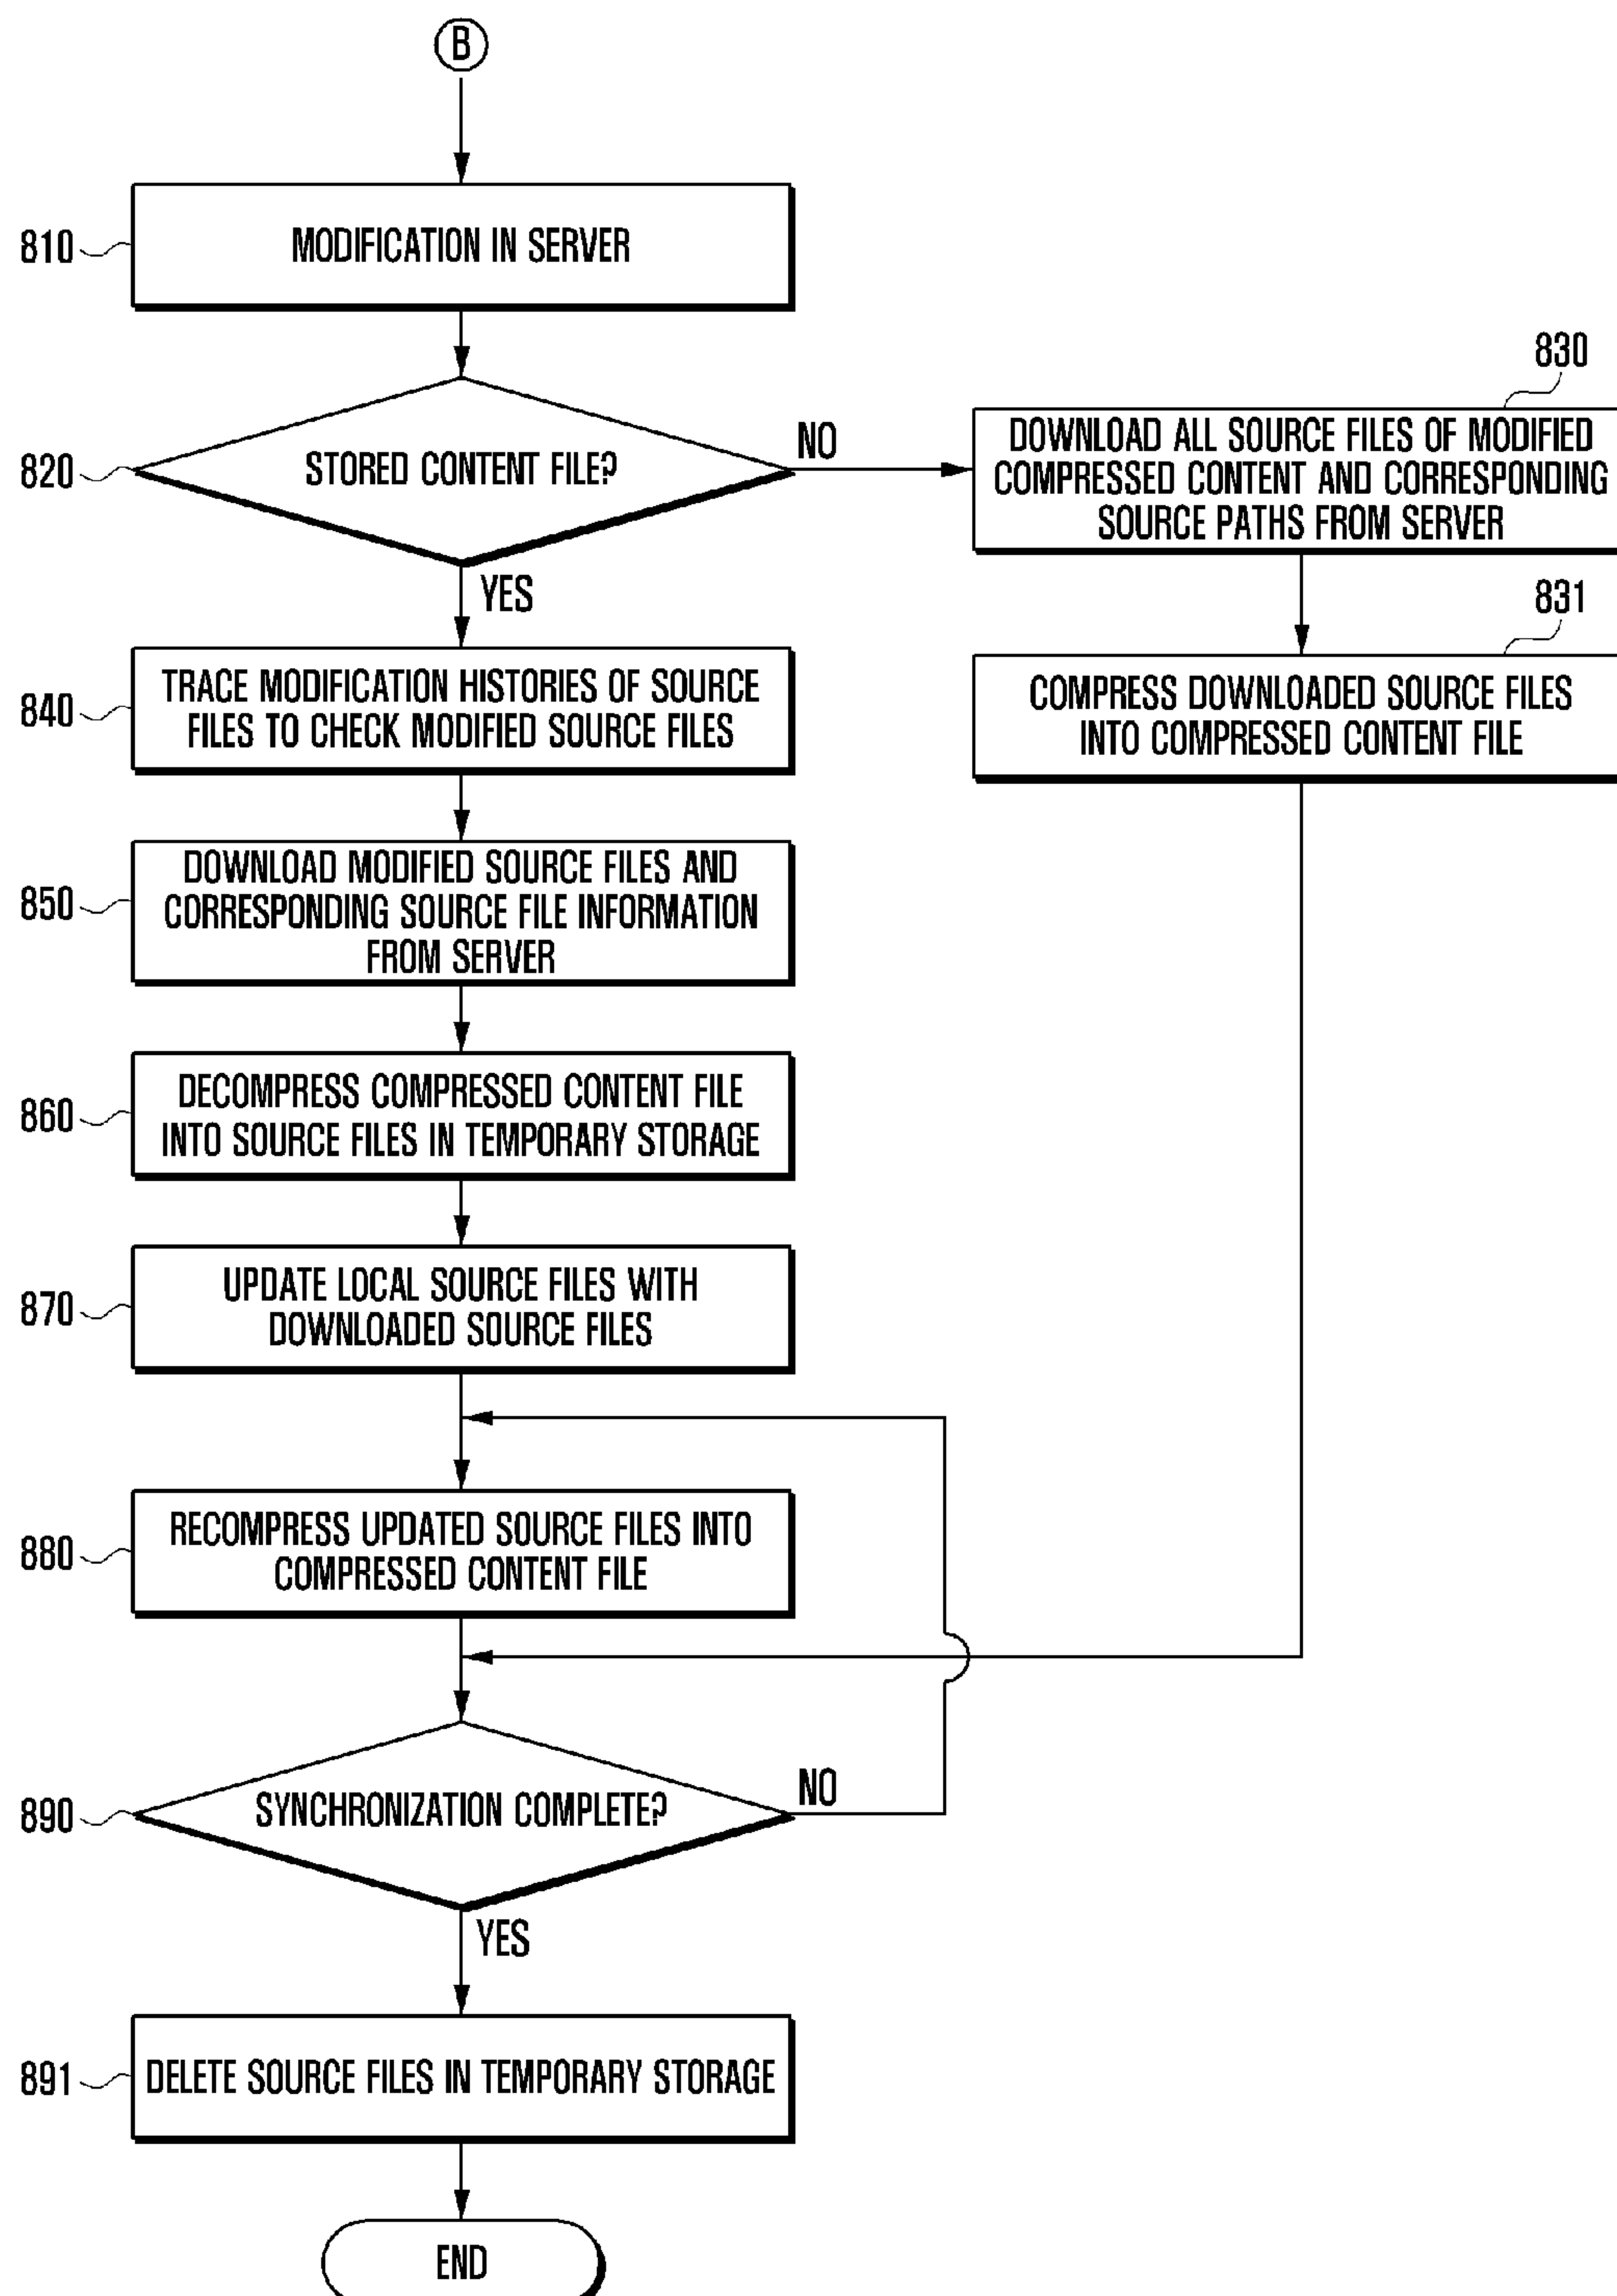 B
810
MODIFICATION IN SERVER
820
STORED CONTENT FILE?
NO
YES
830
DOWNLOAD ALL SOURCE FILES OF MODIFIED
COMPRESSED CONTENT AND CORRESPONDING
SOURCE PATHS FROM SERVER
831
COMPRESS DOWNLOADED SOURCE FILES
INTO COMPRESSED CONTENT FILE
840
TRACE MODIFICATION HISTORIES OF SOURCE
FILES TO CHECK MODIFIED SOURCE FILES
850
DOWNLOAD MODIFIED SOURCE FILES AND
CORRESPONDING SOURCE FILE INFORMATION
FROM SERVER
860
DECOMPRESS COMPRESSED CONTENT FILE
INTO SOURCE FILES IN TEMPORARY STORAGE
870
UPDATE LOCAL SOURCE FILES WITH
DOWNLOADED SOURCE FILES
880
RECOMPRESS UPDATED SOURCE FILES INTO
COMPRESSED CONTENT FILE
890
SYNCHRONIZATION COMPLETE?
NO
YES
891
DELETE SOURCE FILES IN TEMPORARY STORAGE
END